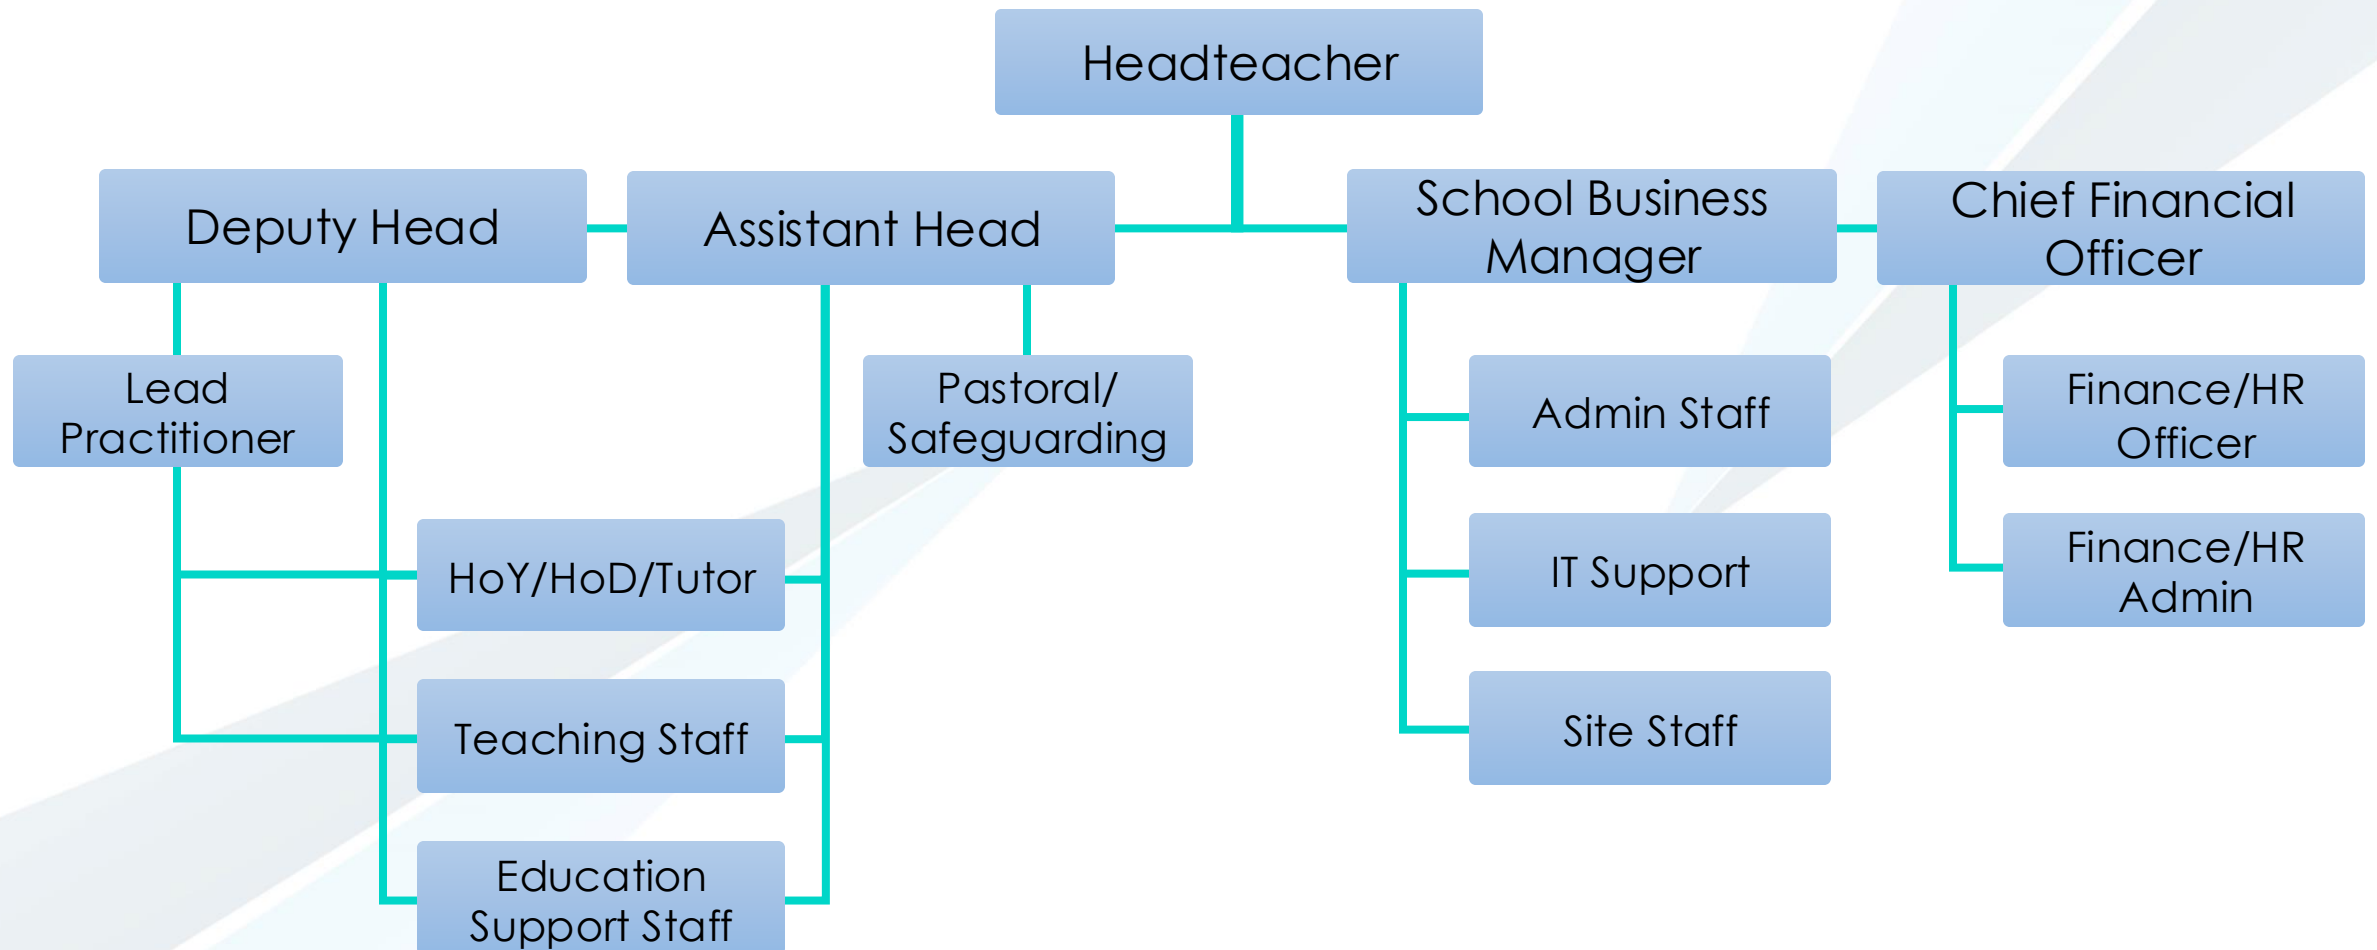 Headteacher
Deputy Head
Assistant Head
School Business
Manager
Chief Financial
Officer
Lead
Practitioner
Pastoral/
Safeguarding
Admin Staff
Finance/HR
Officer
HoY/HoD/Tutor
IT Support
Finance/HR
Admin
Teaching Staff
Site Staff
Education
Support Staff